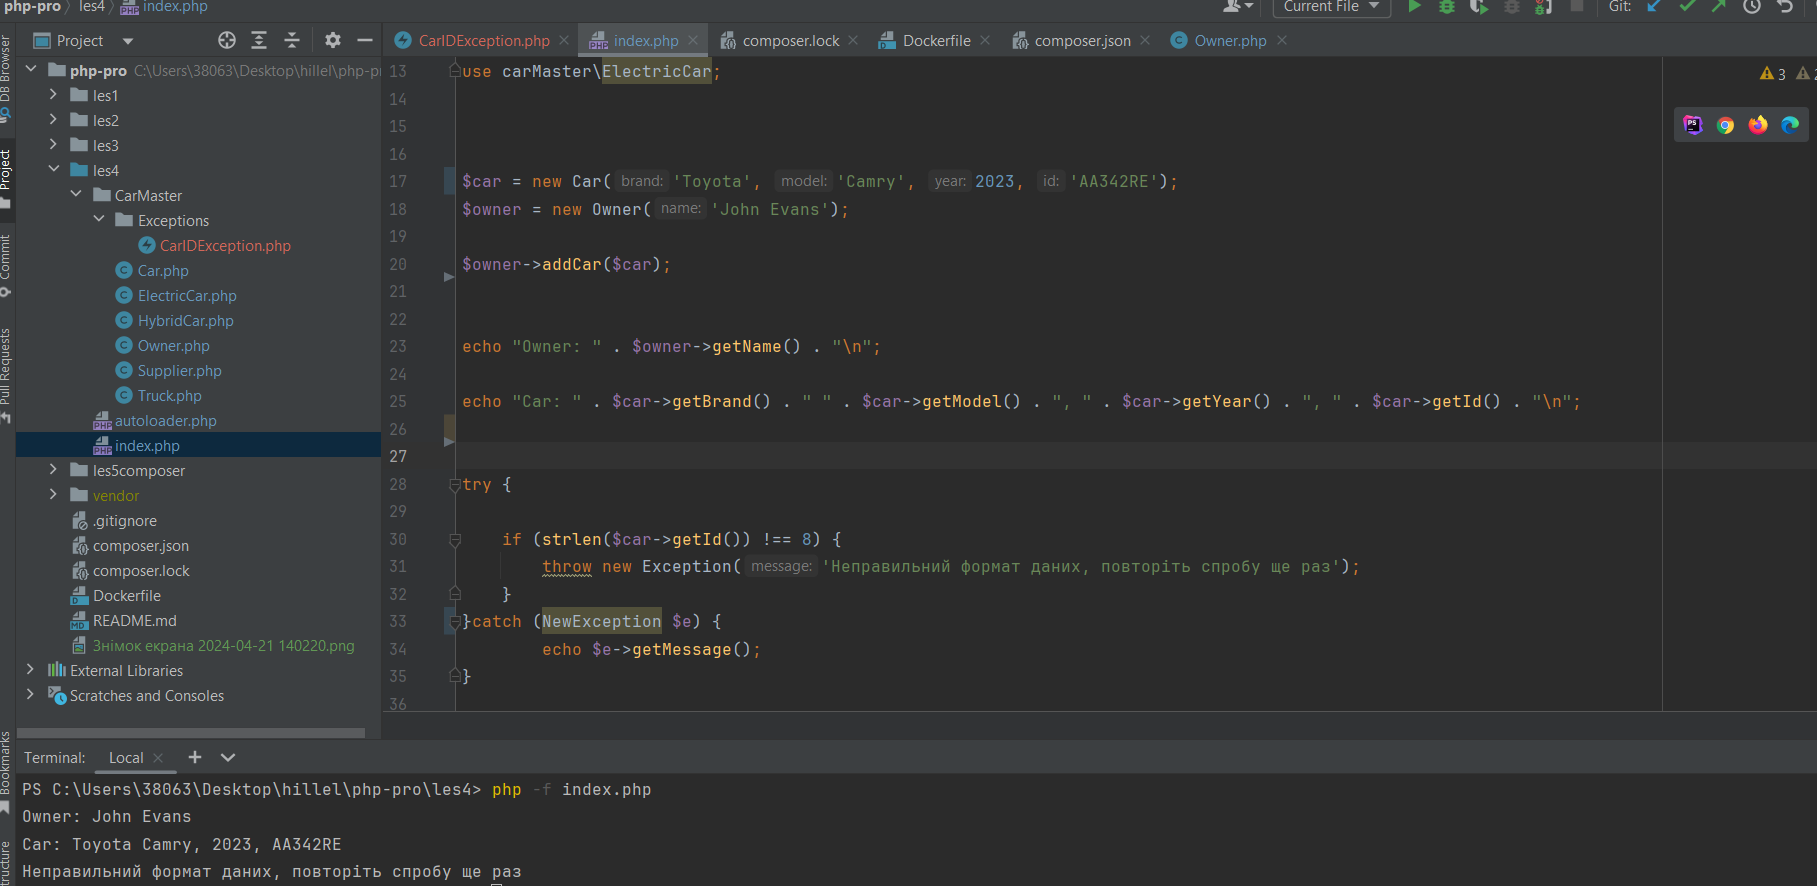 php-pro les4 index.php
Current File Git:
Project
CarIDException.php index.php composer.lock Dockerfile composer.json Owner.php
DB Browser
Project
Commit
Pull Requests
Bookmarks
php-pro C:\Users\38063\Desktop\hillel\php-pr
les1
les2
les3
les4
CarMaster
Exceptions
CarIDException.php
Car.php
ElectricCar.php
HybridCar.php
Owner.php
Supplier.php
Truck.php
autoloader.php
index.php
les5composer
vendor
.gitignore
composer.json
composer.lock
Dockerfile
README.md
Знімок екрана 2024-04-21 140220.png
External Libraries
Scratches and Consoles
13 use carMaster\ElectricCar;
3
14
15
16
17 $car = new Car( brand: 'Toyota', model: 'Camry', year: 2023, id: 'AA342RE');
18 $owner = new Owner( name: 'John Evans');
19
20 $owner->addCar($car);
21
22
23 echo "Owner: " . $owner->getName() . "\n";
24
25 echo "Car: " . $car->getBrand() . " " . $car->getModel() . ", " . $car->getYear() . ", " . $car->getId() . "\n";
26
27
28 try {
29
30 if (strlen($car->getId()) !== 8) {
31 throw new Exception( message: 'Неправильний формат даних, повторіть спробу ще раз');
32 }
33 }catch (NewException $e) {
34 echo $e->getMessage();
35 }
36
Terminal: Local
PS C:\Users\38063\Desktop\hillel\php-pro\les4> php -f index.php
Owner: John Evans
Car: Toyota Camry, 2023, AA342RE
Неправильний формат даних, повторіть спробу ще раз